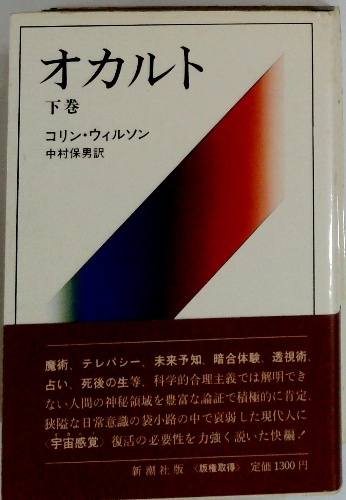 オカルト
下巻
コリン・ウィルソン
中村保男訳
魔術、テレパシー、未来予知、暗合体験、透視術、
占い、死後の生等、科学的合理主義では解明でき
ない人間の神秘領域を豊富な論証で積極的に肯定、
狭隘な日常意識の袋小路の中で衰弱した現代人に
〈宇宙感覚〉復活の必要性を力強く説いた快編！
新潮社版 〈版権取得〉 定価1300円